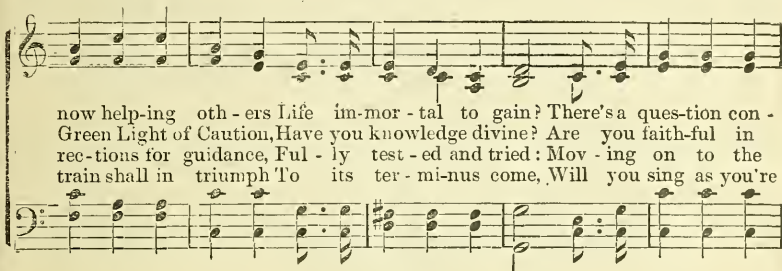 now help-ing oth - ers Life im-mor - tal to gain? There's a ques-tion con -
Green Light of Caution, Have you knowledge divine? Are you faith-ful in
rec-tions for guidance, Ful - ly test - ed and tried: Mov - ing on to the
train shall in triumph To its ter - mi-nus come, Will you sing as you're